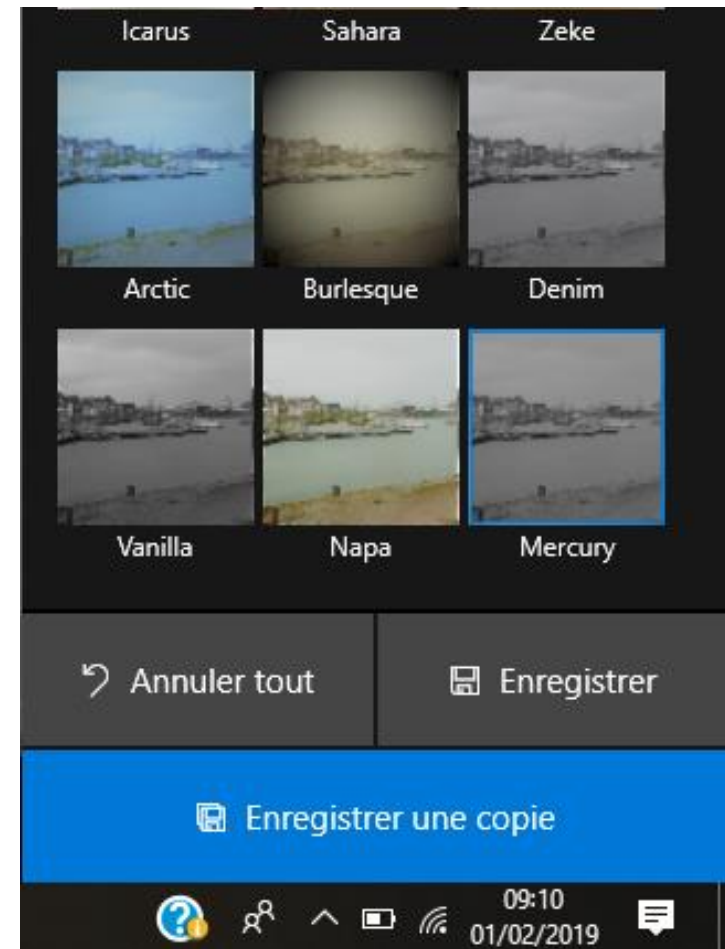 Icarus Sahara Zeke
Arctic Burlesque Denim
Vanilla Napa Mercury
Annuler tout Enregistrer
Enregistrer une copie
09:10
01/02/2019